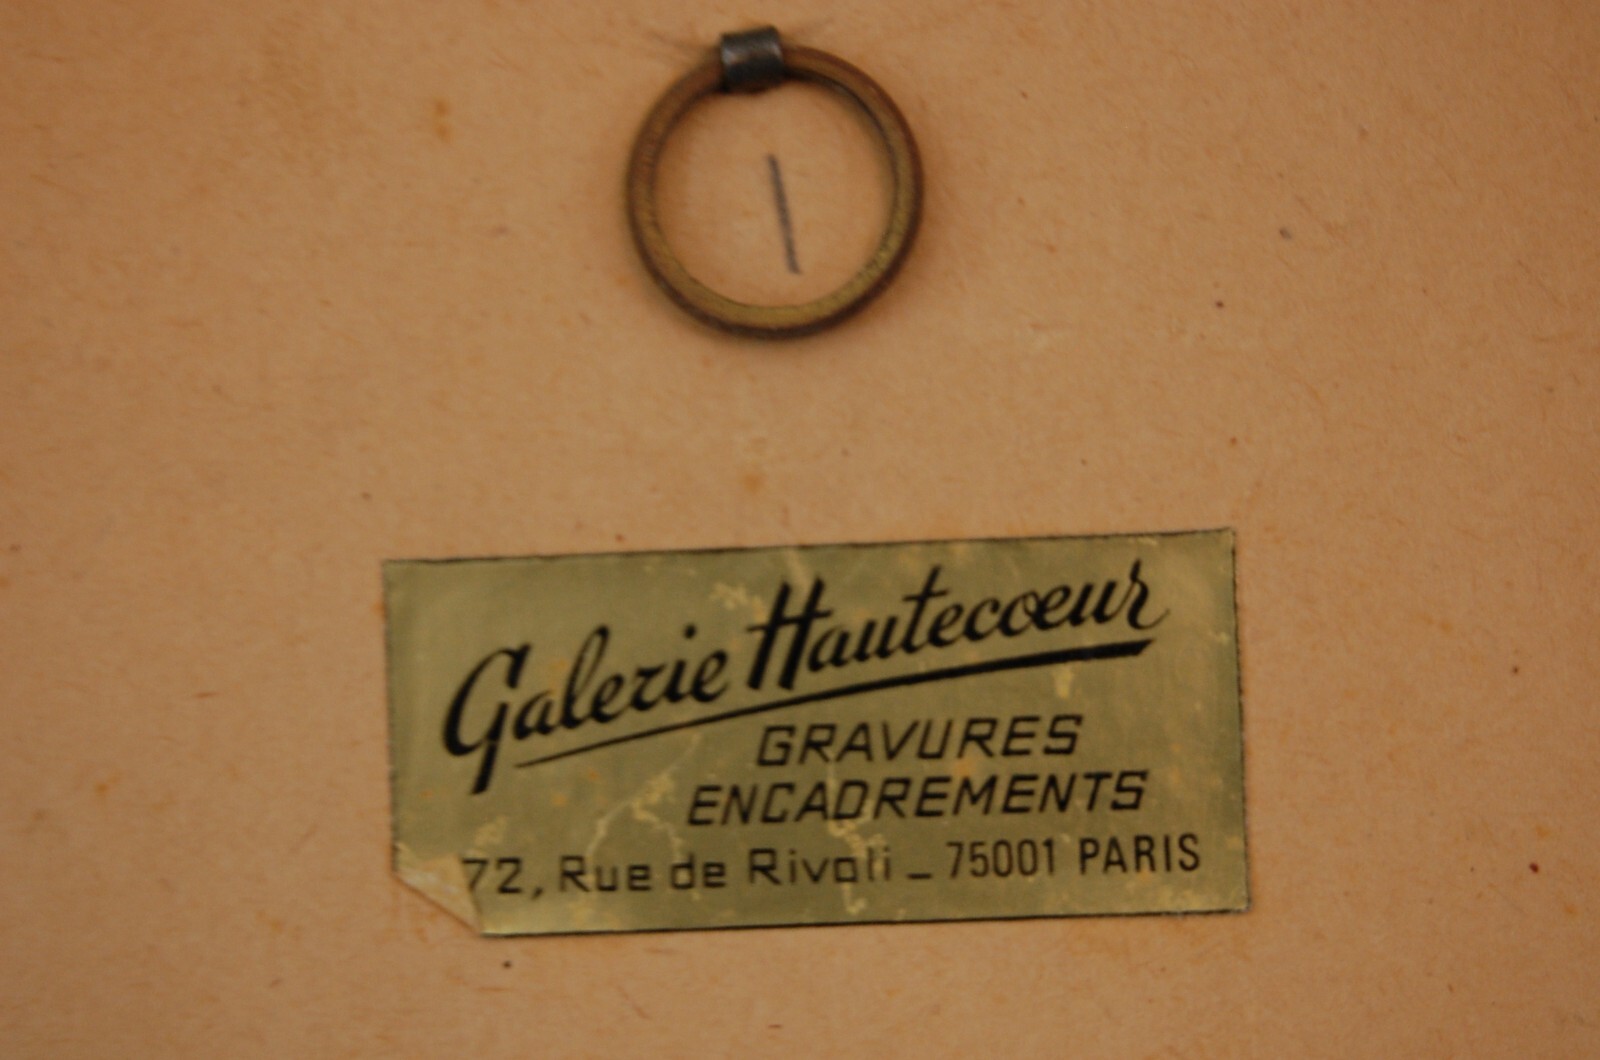 Galerie Hautecoeur
GRAVURES
ENCADREMENTS
72, Rue de Rivoli _ 75001 PARIS